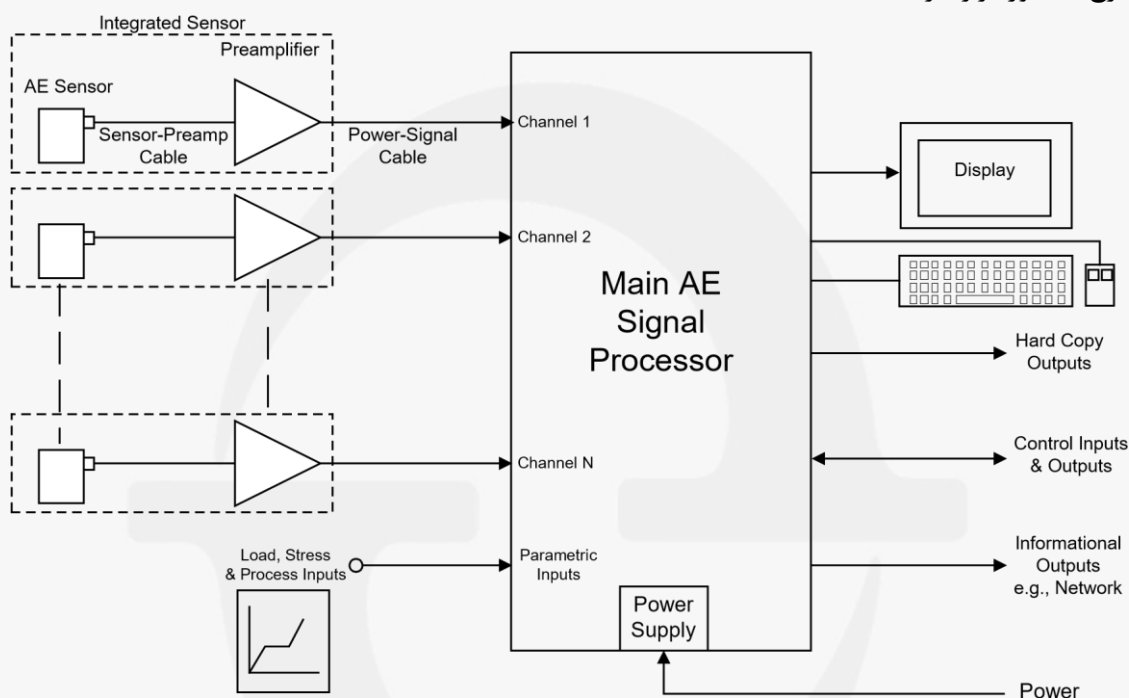 Integrated Sensor
Preamplifier
AE Sensor
Sensor-Preamp
Cable
Power-Signal
Cable
Channel 1
Channel 2
Channel N
Load, Stress
& Process Inputs
Parametric
Inputs
Main AE
Signal
Processor
Power
Supply
Display
Hard Copy
Outputs
Control Inputs
& Outputs
Informational
Outputs
e.g., Network
Power